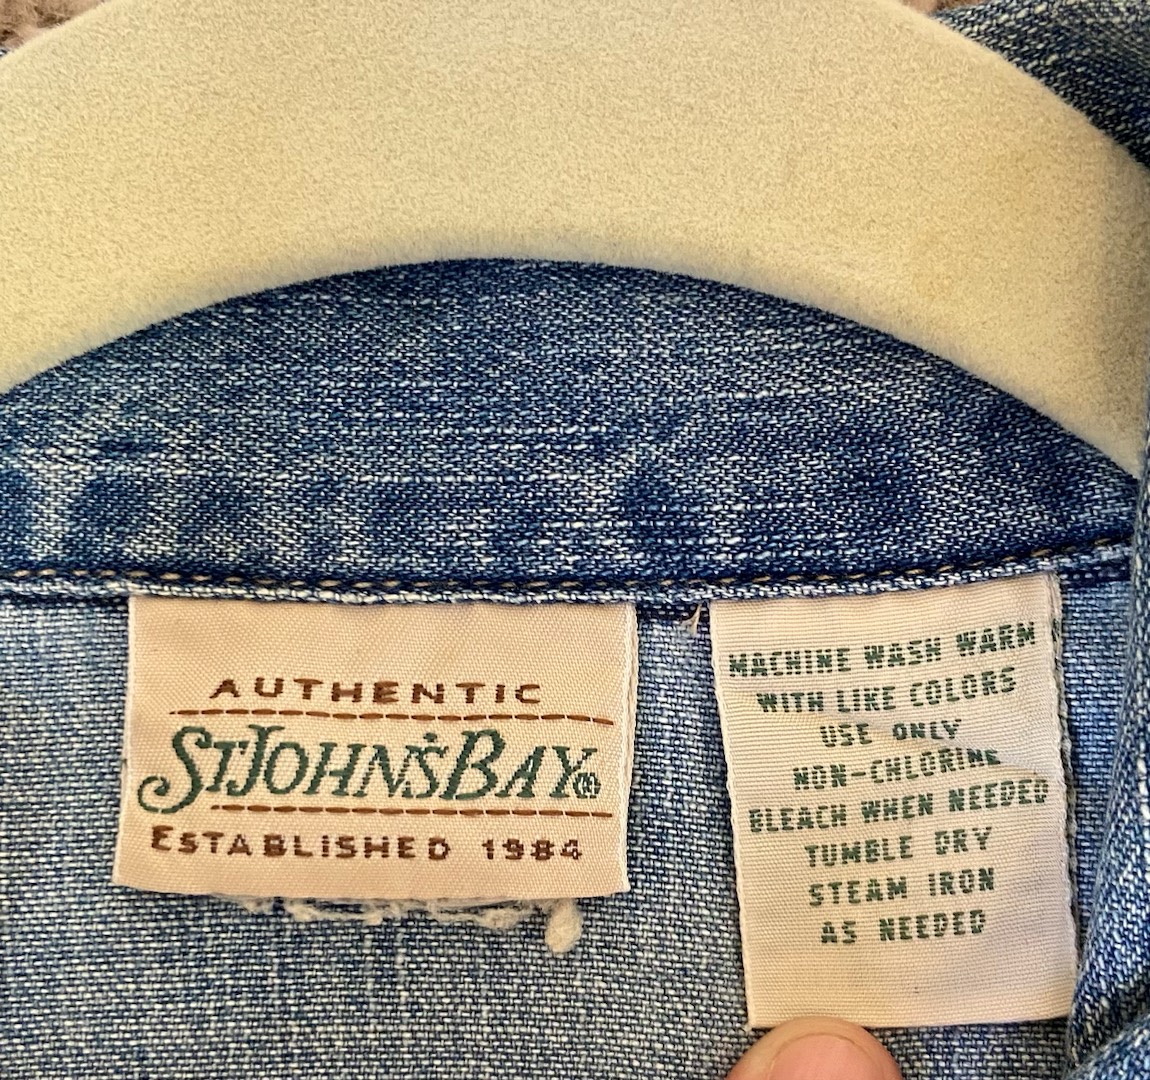 AUTHENTIC
ST.JOHN'S BAY®
ESTABLISHED 1984
MACHINE WASH WARM
WITH LIKE COLORS
USE ONLY
NON-CHLORINE
BLEACH WHEN NEEDED
TUMBLE DRY
STEAM IRON
AS NEEDED